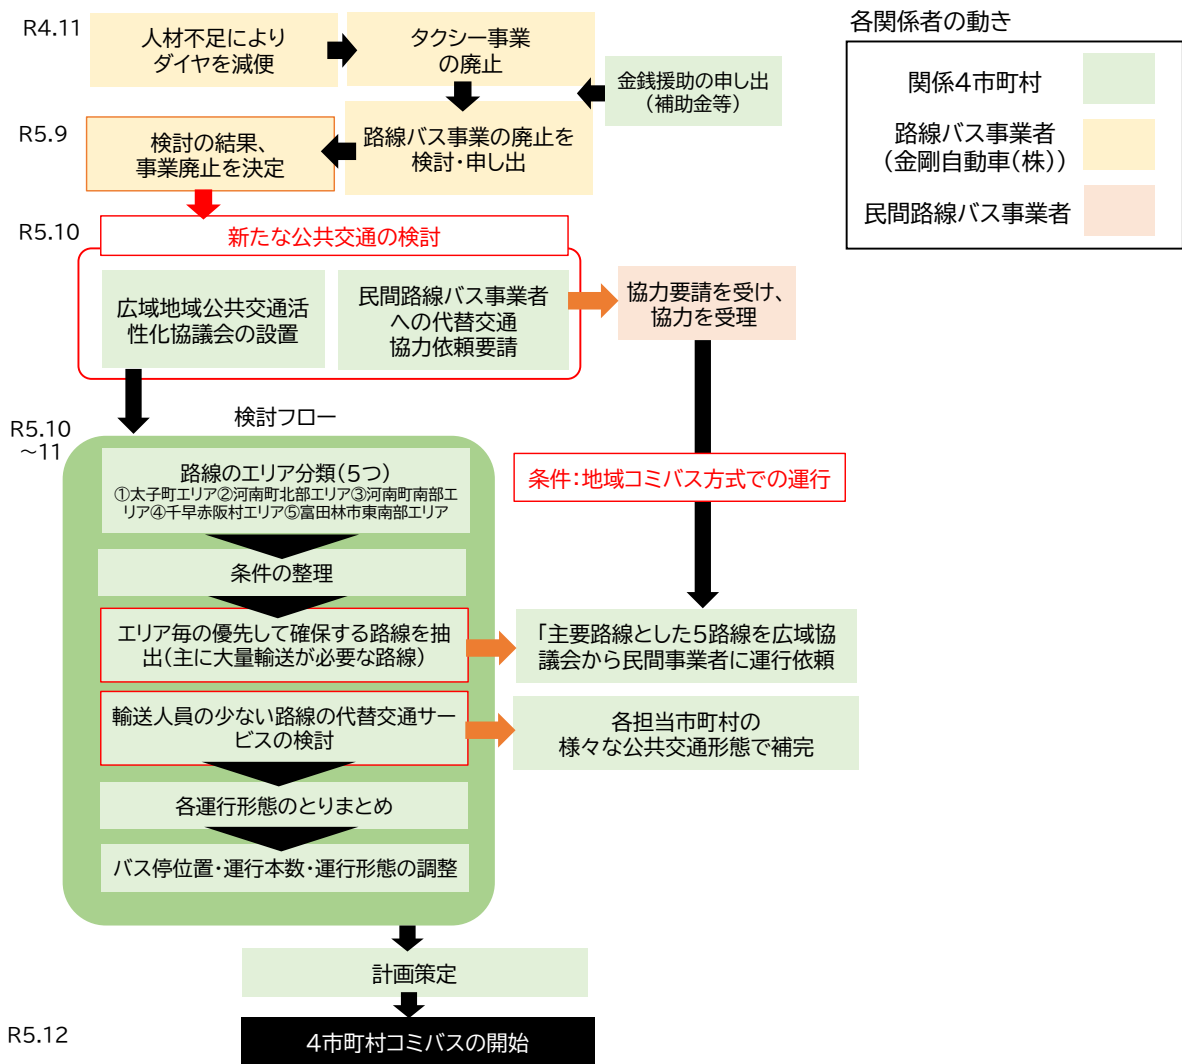 R4.11
人材不足により
ダイヤを減便
タクシー事業
の廃止
金銭援助の申し出
(補助金等)
R5.9
検討の結果、
事業廃止を決定
路線バス事業の廃止を
検討・申し出
各関係者の動き
関係4市町村
路線バス事業者
(金剛自動車(株))
民間路線バス事業者
R5.10
新たな公共交通の検討
広域地域公共交通活
性化協議会の設置
民間路線バス事業者
への代替交通
協力依頼要請
協力要請を受け、
協力を受理
R5.10
~11
検討フロー
路線のエリア分類(5つ)
①太子町エリア②河南町北部エリア③河南町南部エ
リア④千早赤阪村エリア⑤富田林市東南部エリア
条件:地域コミバス方式での運行
条件の整理
エリア毎の優先して確保する路線を抽
出(主に大量輸送が必要な路線)
「主要路線とした5路線を広域協
議会から民間事業者に運行依頼
輸送人員の少ない路線の代替交通サー
ビスの検討
各担当市町村の
様々な公共交通形態で補完
各運行形態のとりまとめ
バス停位置・運行本数・運行形態の調整
計画策定
R5.12
4市町村コミバスの開始